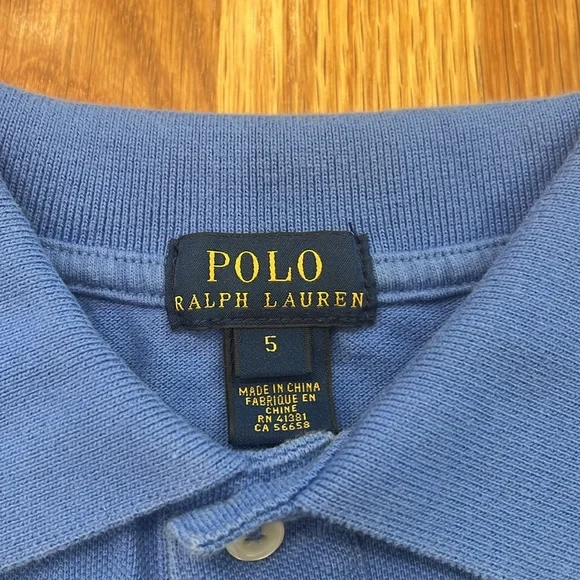 POLO
RALPH LAUREN
5
MADE IN CHINA
FABRIQUE EN
CHINE
RN 41381
CA 56658